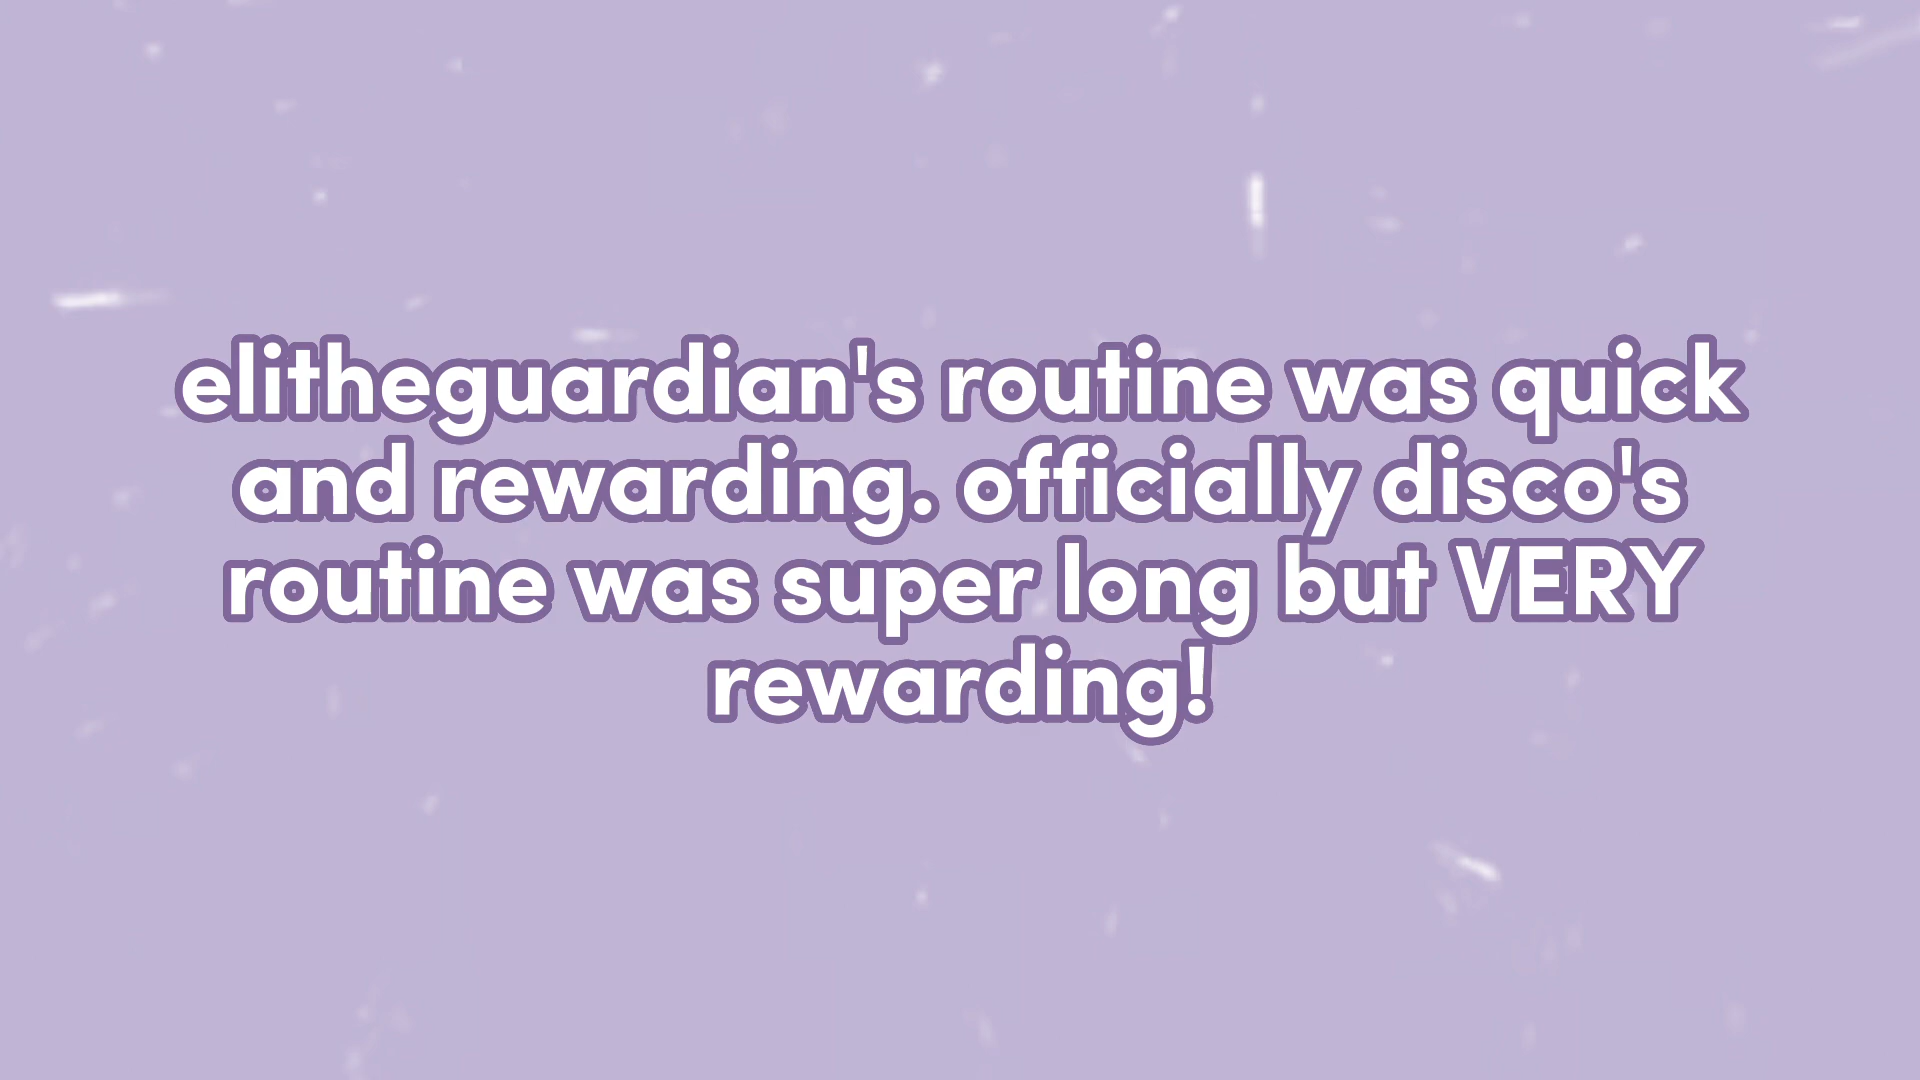 elitheguardian's routine was quick
and rewarding. officially disco's
routine was super long but VERY
rewarding!